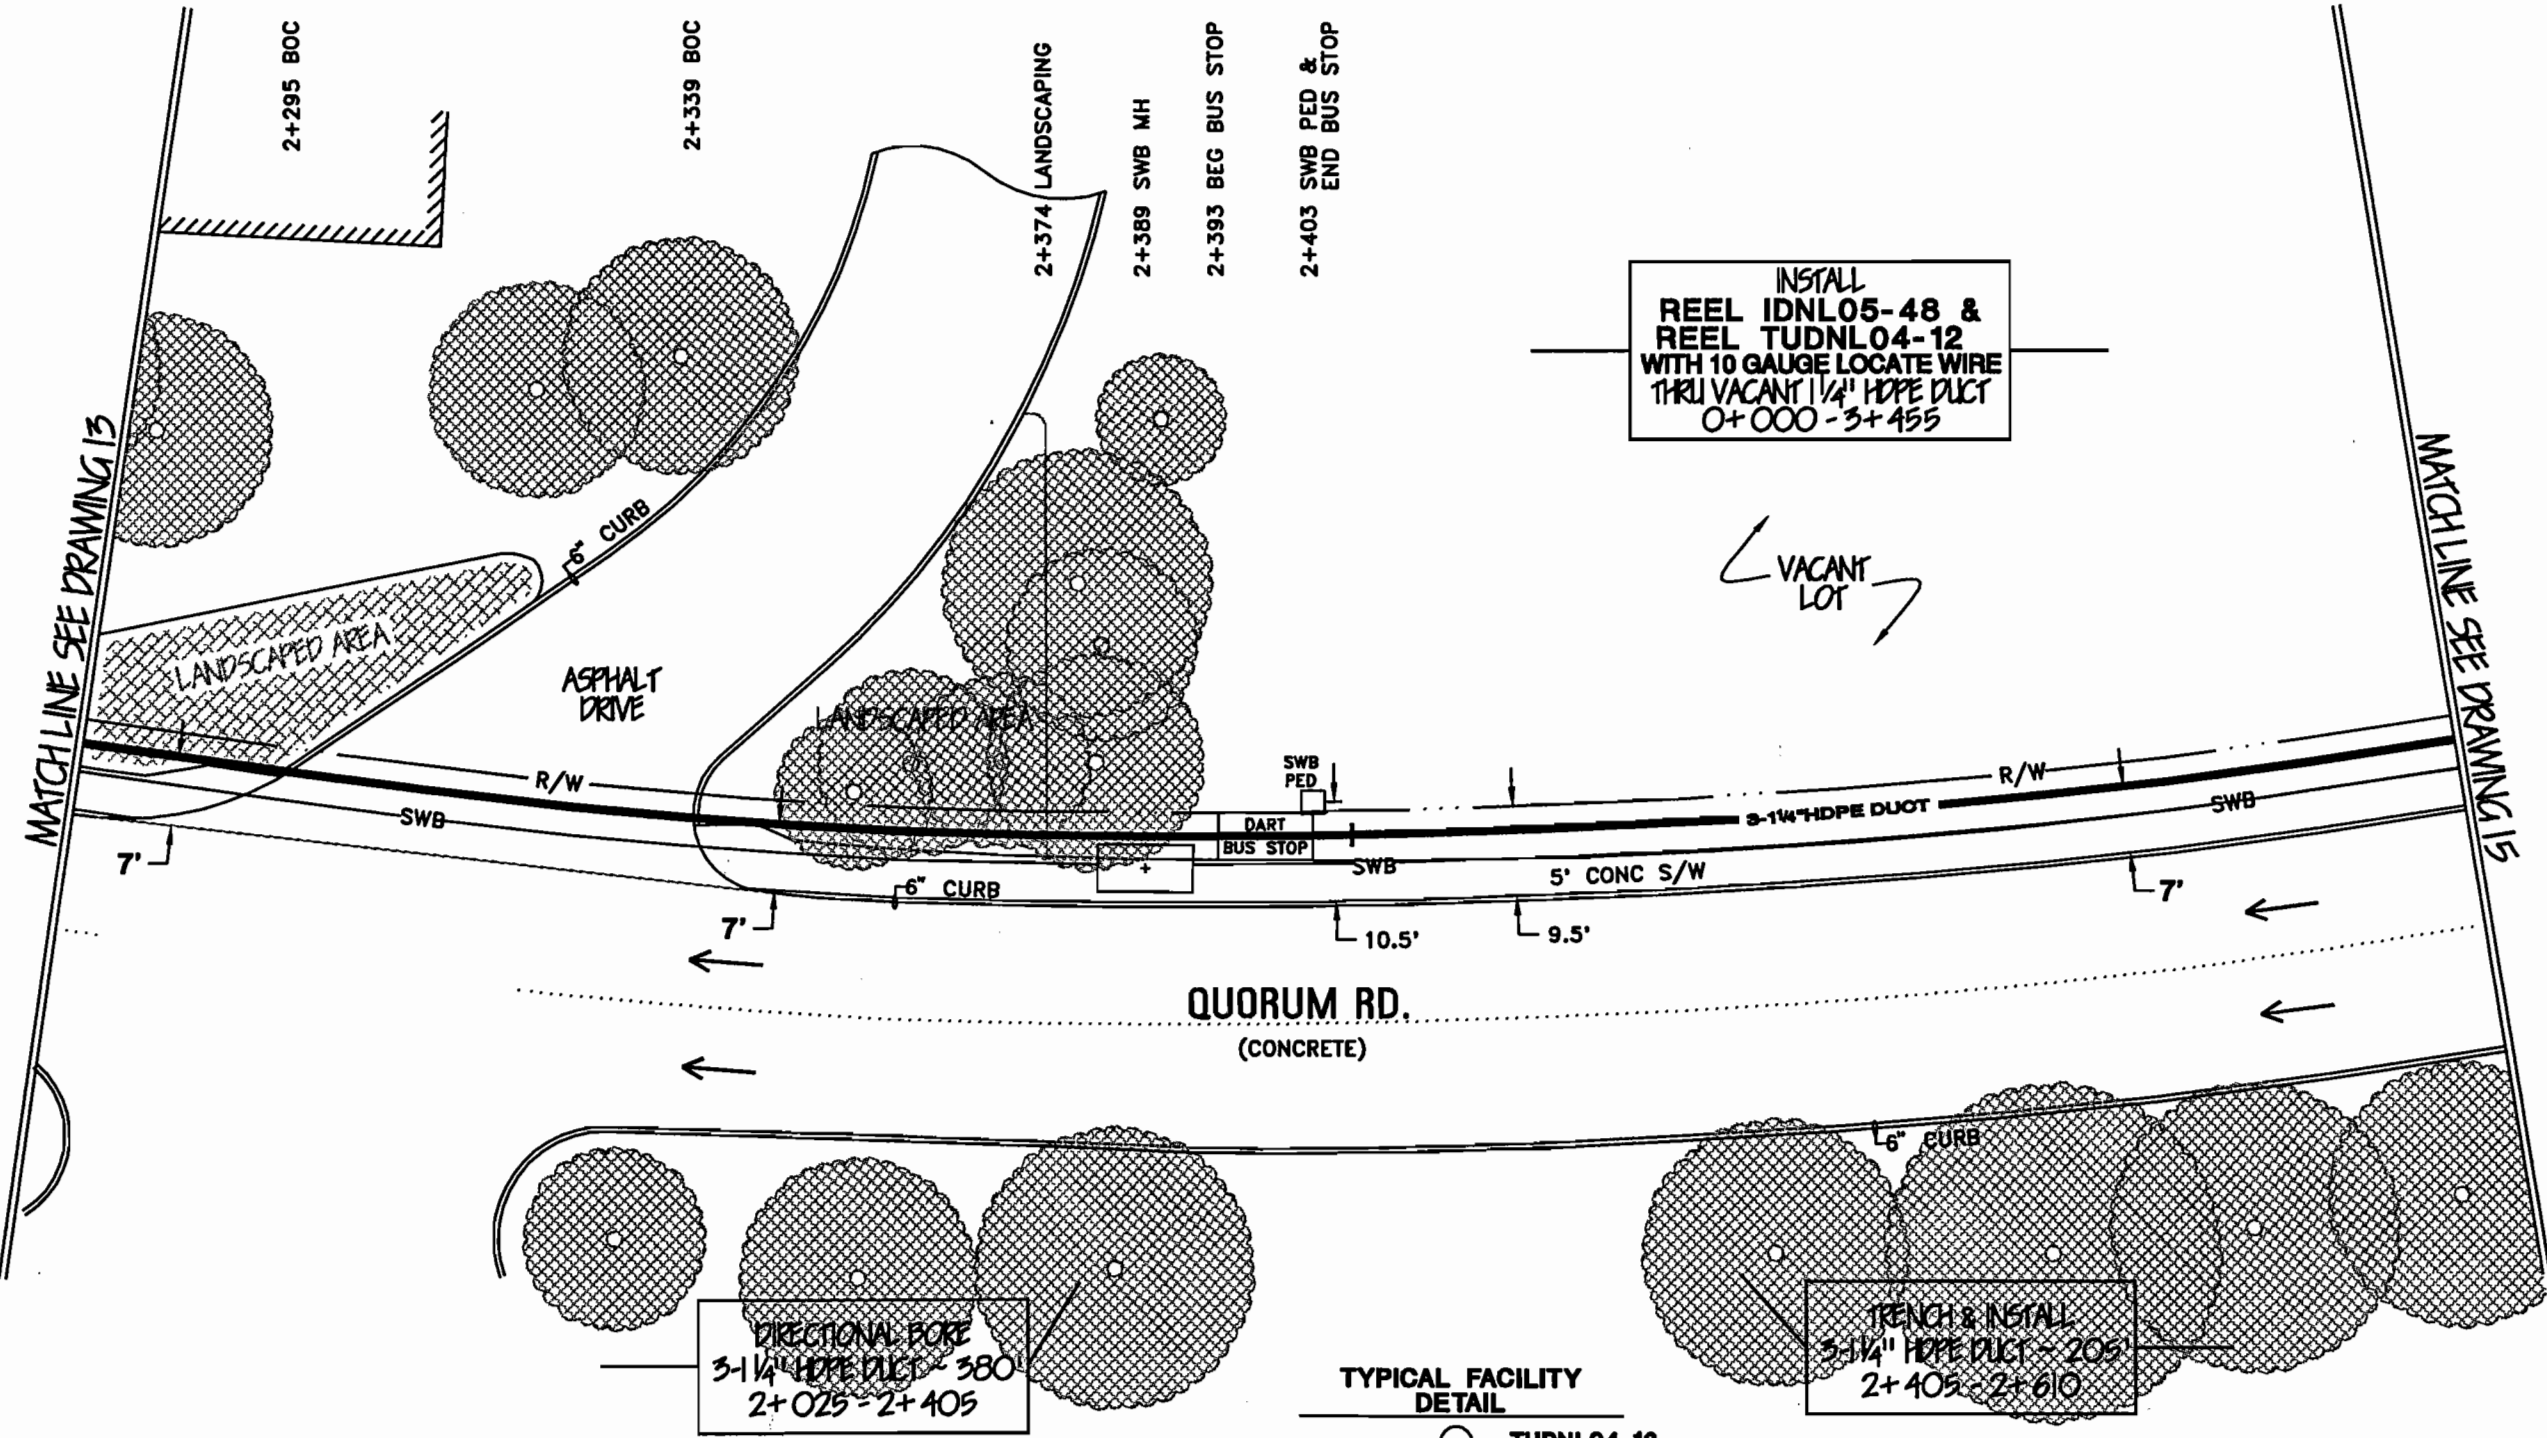 2+295 BOC
2+339 BOC
2+374 LANDSCAPING
2+389 SWB MH
2+393 BEG BUS STOP
2+403 SWB PED &
END BUS STOP
INSTALL
REEL IDNL05-48 &
REEL TUDNL04-12
WITH 10 GAUGE LOCATE WIRE
THRU VACANT 1 1/4" HDPE DUCT
0+000 - 3+455
MATCH LINE SEE DRAWING 13
MATCH LINE SEE DRAWING 15
6" CURB
VACANT
LOT
LANDSCAPED AREA
ASPHALT
DRIVE
LANDSCAPED AREA
SWB
PED
R/W
R/W
3-1 1/4" HDPE DUCT
SWB
SWB
DART
BUS STOP
SWB
+
5' CONC S/W
6" CURB
7'
7'
10.5'
9.5'
7'
QUORUM RD.
(CONCRETE)
6" CURB
DIRECTIONAL BORE
3-1 1/4" HDPE DUCT ~ 380'
2+025 - 2+405
TRENCH & INSTALL
3-1 1/4" HDPE DUCT ~ 205'
2+405 - 2+610
TYPICAL FACILITY
DETAIL